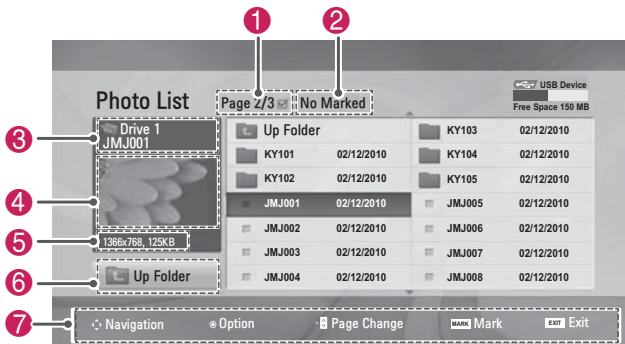 1
2
USB Device
Photo List
Page 2/3
No Marked
Free Space 150 MB
3
Drive 1
JMJ001
Up Folder
KY103 02/12/2010
KY101 02/12/2010
KY104 02/12/2010
KY102 02/12/2010
KY105 02/12/2010
4
JMJ001 02/12/2010
JMJ005 02/12/2010
JMJ002 02/12/2010
JMJ006 02/12/2010
5
1366x768, 125KB
JMJ003 02/12/2010
JMJ007 02/12/2010
6
Up Folder
JMJ004 02/12/2010
JMJ008 02/12/2010
7
Navigation
Option
Page Change
MARK Mark
EXIT Exit